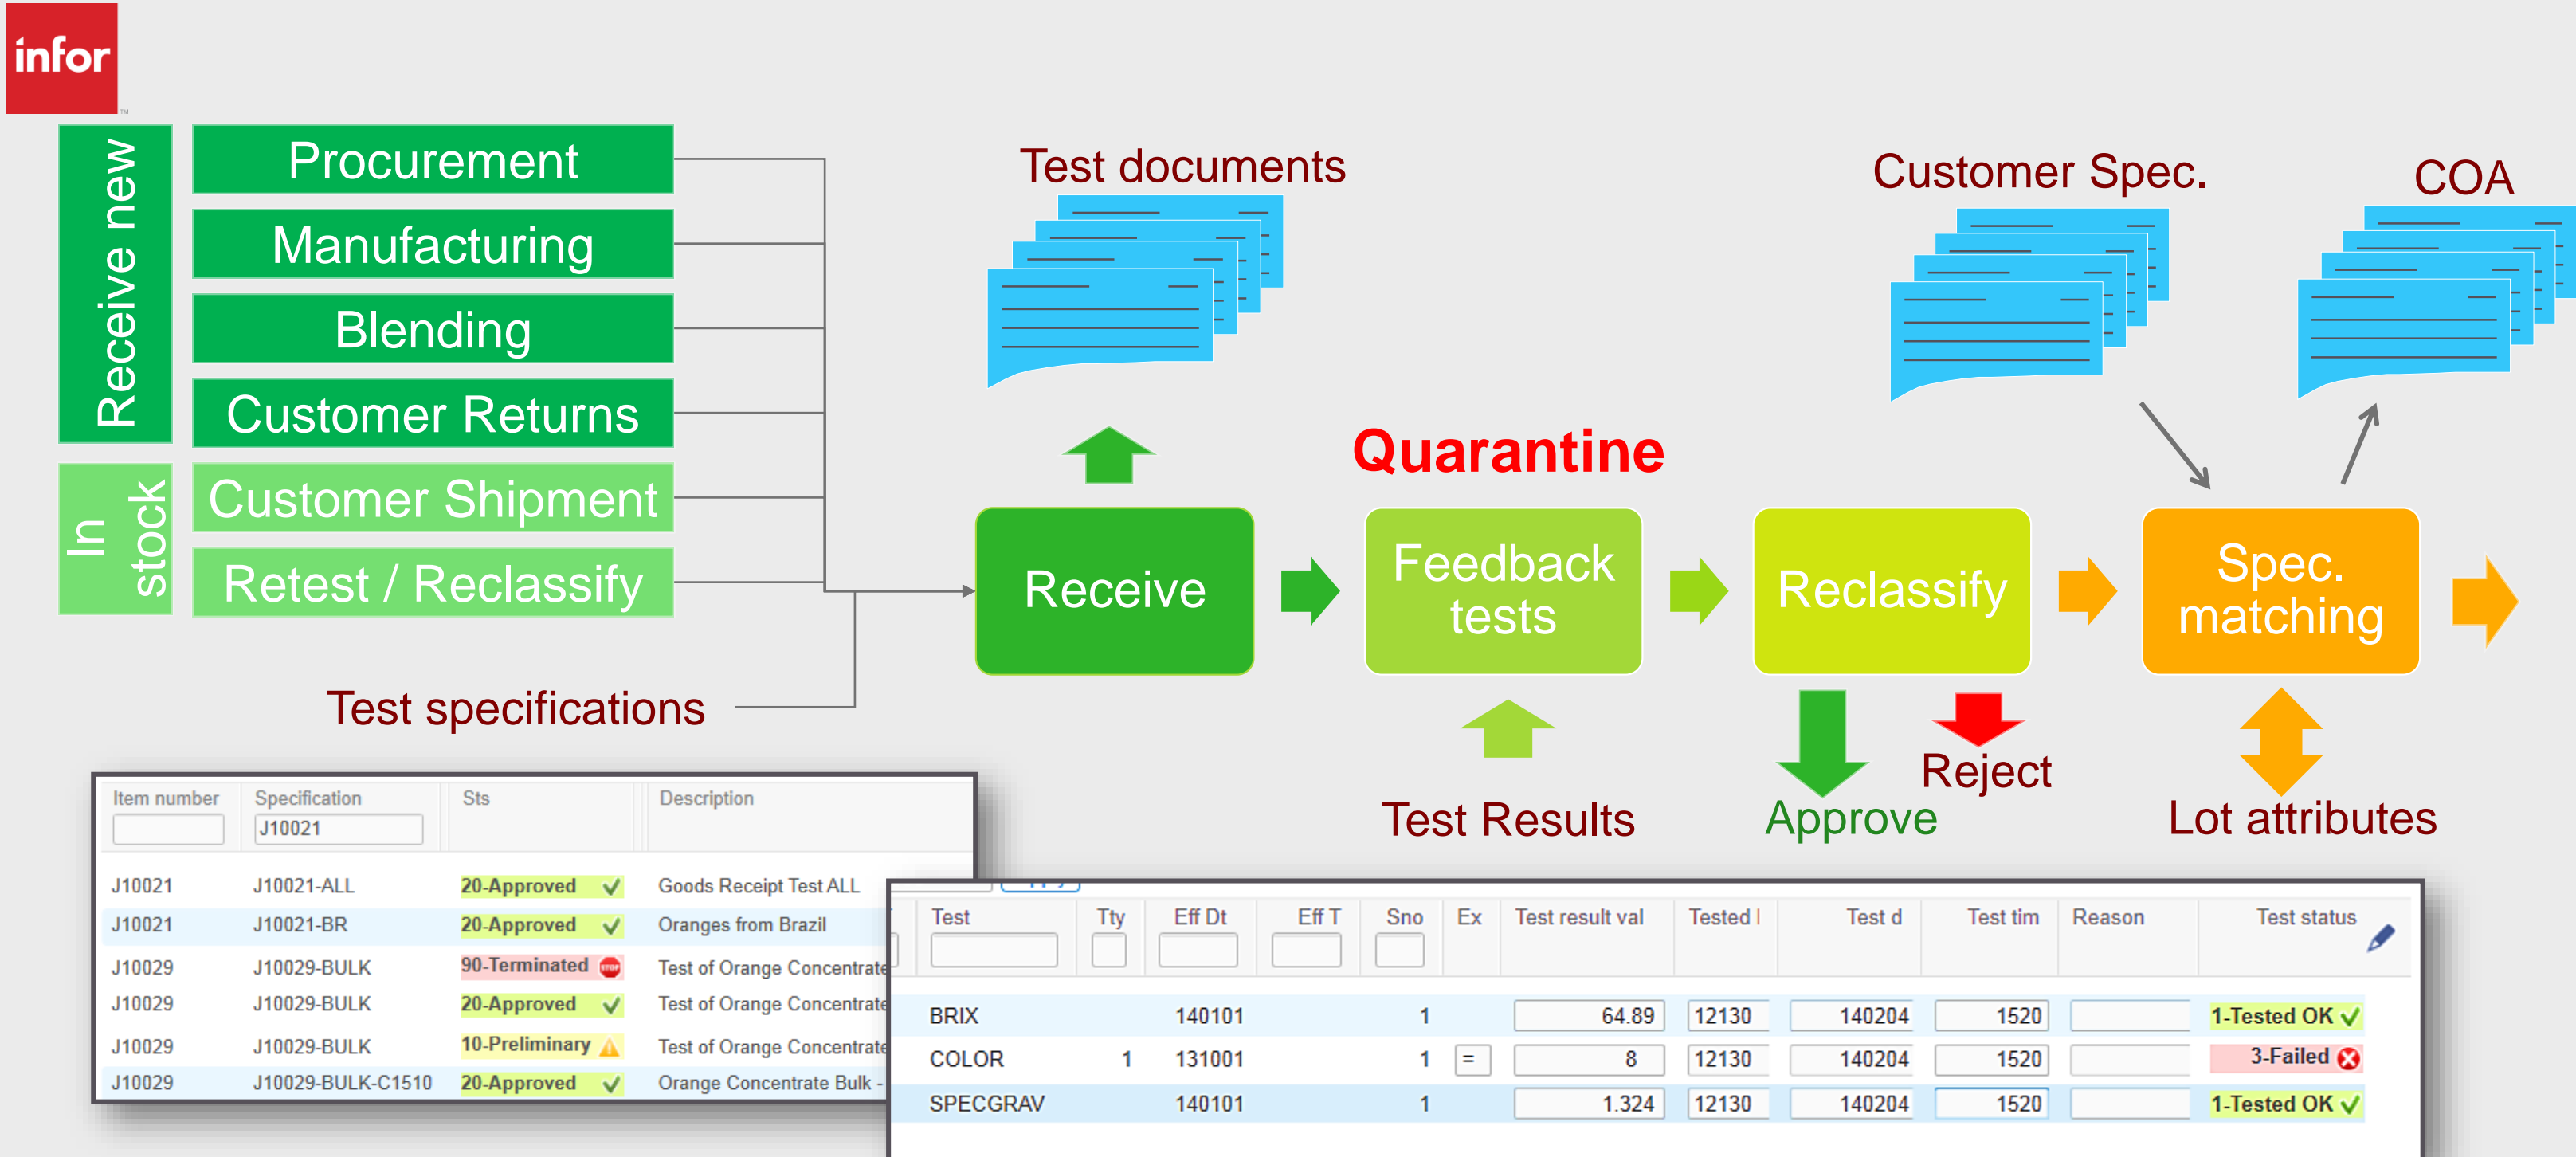 infor
TM
Receive new
Procurement
Manufacturing
Blending
Customer Returns
In
stock
Customer Shipment
Retest / Reclassify
Test specifications
Test documents
Customer Spec.
COA
Quarantine
Receive
Feedback
tests
Reclassify
Spec.
matching
Test Results
Approve
Reject
Lot attributes
Item number Specification Sts Description
J10021
J10021 J10021-ALL 20-Approved Goods Receipt Test ALL
J10021 J10021-BR 20-Approved Oranges from Brazil
J10029 J10029-BULK 90-Terminated STOP Test of Orange Concentrate
J10029 J10029-BULK 20-Approved Test of Orange Concentrate
J10029 J10029-BULK 10-Preliminary Test of Orange Concentrate
J10029 J10029-BULK-C1510 20-Approved Orange Concentrate Bulk -
Test Tty Eff Dt Eff T Sno Ex Test result val Tested Test d Test tim Reason Test status
BRIX 140101 1 64.89 12130 140204 1520 1-Tested OK
COLOR 1 131001 1 = 8 12130 140204 1520 3-Failed
SPECGRAV 140101 1 1.324 12130 140204 1520 1-Tested OK